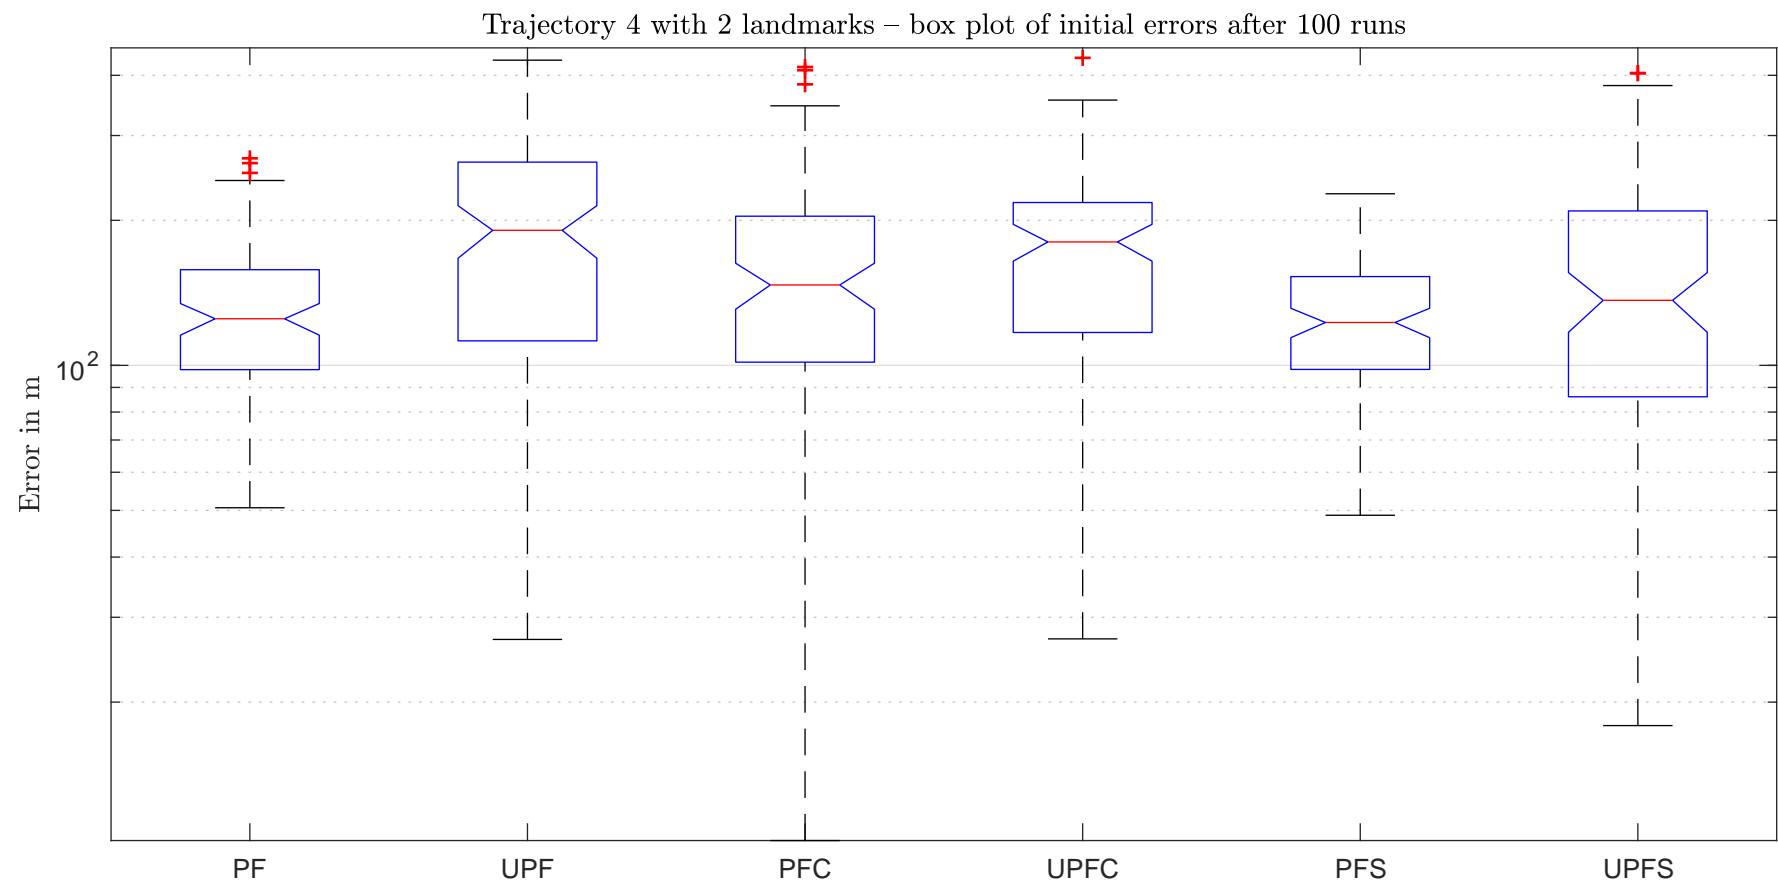 Trajectory 4 with 2 landmarks – box plot of initial errors after 100 runs
Error in m
10²
PF UPF PFC UPFC PFS UPFS